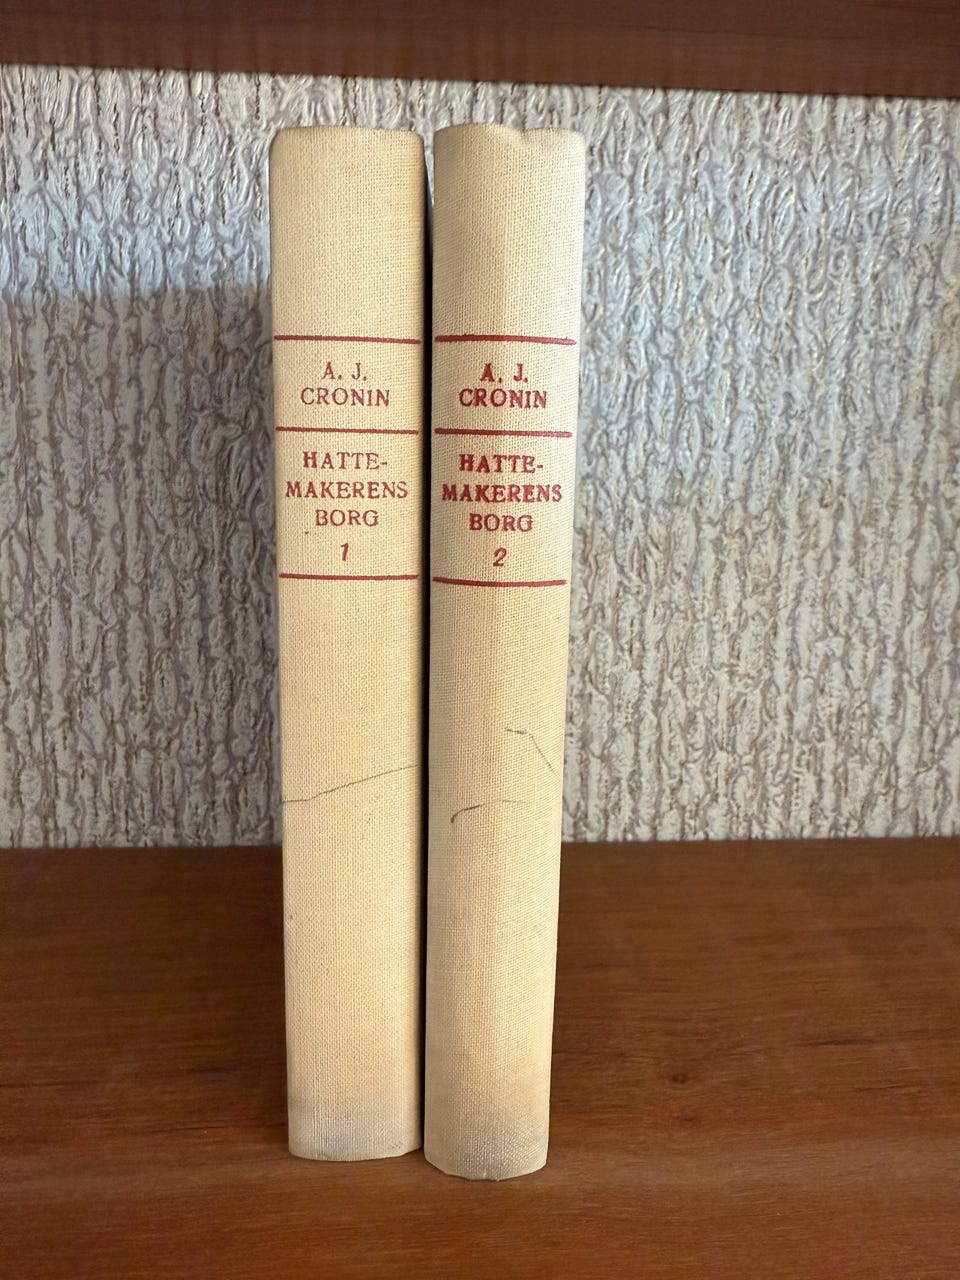 A. J.
CRONIN
HATTE-
MAKERENS
BORG
1
A. J.
CRONIN
HATTE-
MAKERENS
BORG
2